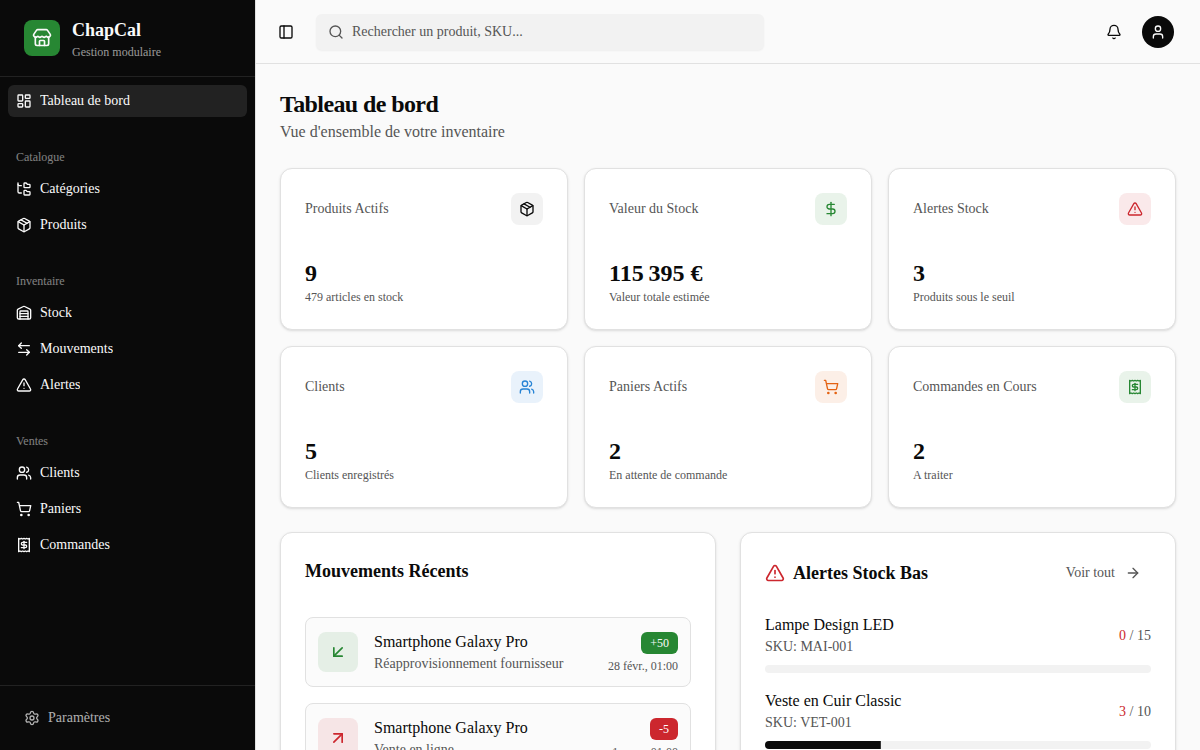 ChapCal
Gestion modulaire
Tableau de bord
Catalogue
Catégories
Produits
Inventaire
Stock
Mouvements
Alertes
Ventes
Clients
Paniers
Commandes
Paramètres
Rechercher un produit, SKU...
Tableau de bord
Vue d'ensemble de votre inventaire
Produits Actifs
9
479 articles en stock
Valeur du Stock
115 395 €
Valeur totale estimée
Alertes Stock
3
Produits sous le seuil
Clients
5
Clients enregistrés
Paniers Actifs
2
En attente de commande
Commandes en Cours
2
A traiter
Mouvements Récents
Smartphone Galaxy Pro
+50
Réapprovisionnement fournisseur
28 févr., 01:00
Smartphone Galaxy Pro
-5
Vente en ligne
Alertes Stock Bas
Voir tout
Lampe Design LED
SKU: MAI-001
0 / 15
Veste en Cuir Classic
SKU: VET-001
3 / 10